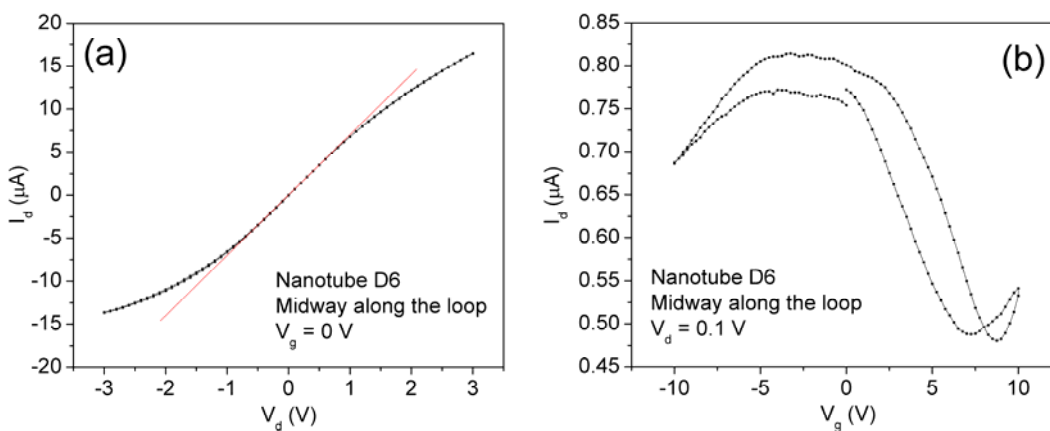 (a)
20
15
10
5
0
-5
-10
-15
-20
I_d (μA)
-3 -2 -1 0 1 2 3
V_d (V)
Nanotube D6
Midway along the loop
V_g = 0 V
(b)
0.85
0.80
0.75
0.70
0.65
0.60
0.55
0.50
0.45
I_d (μA)
-10 -5 0 5 10
V_g (V)
Nanotube D6
Midway along the loop
V_d = 0.1 V